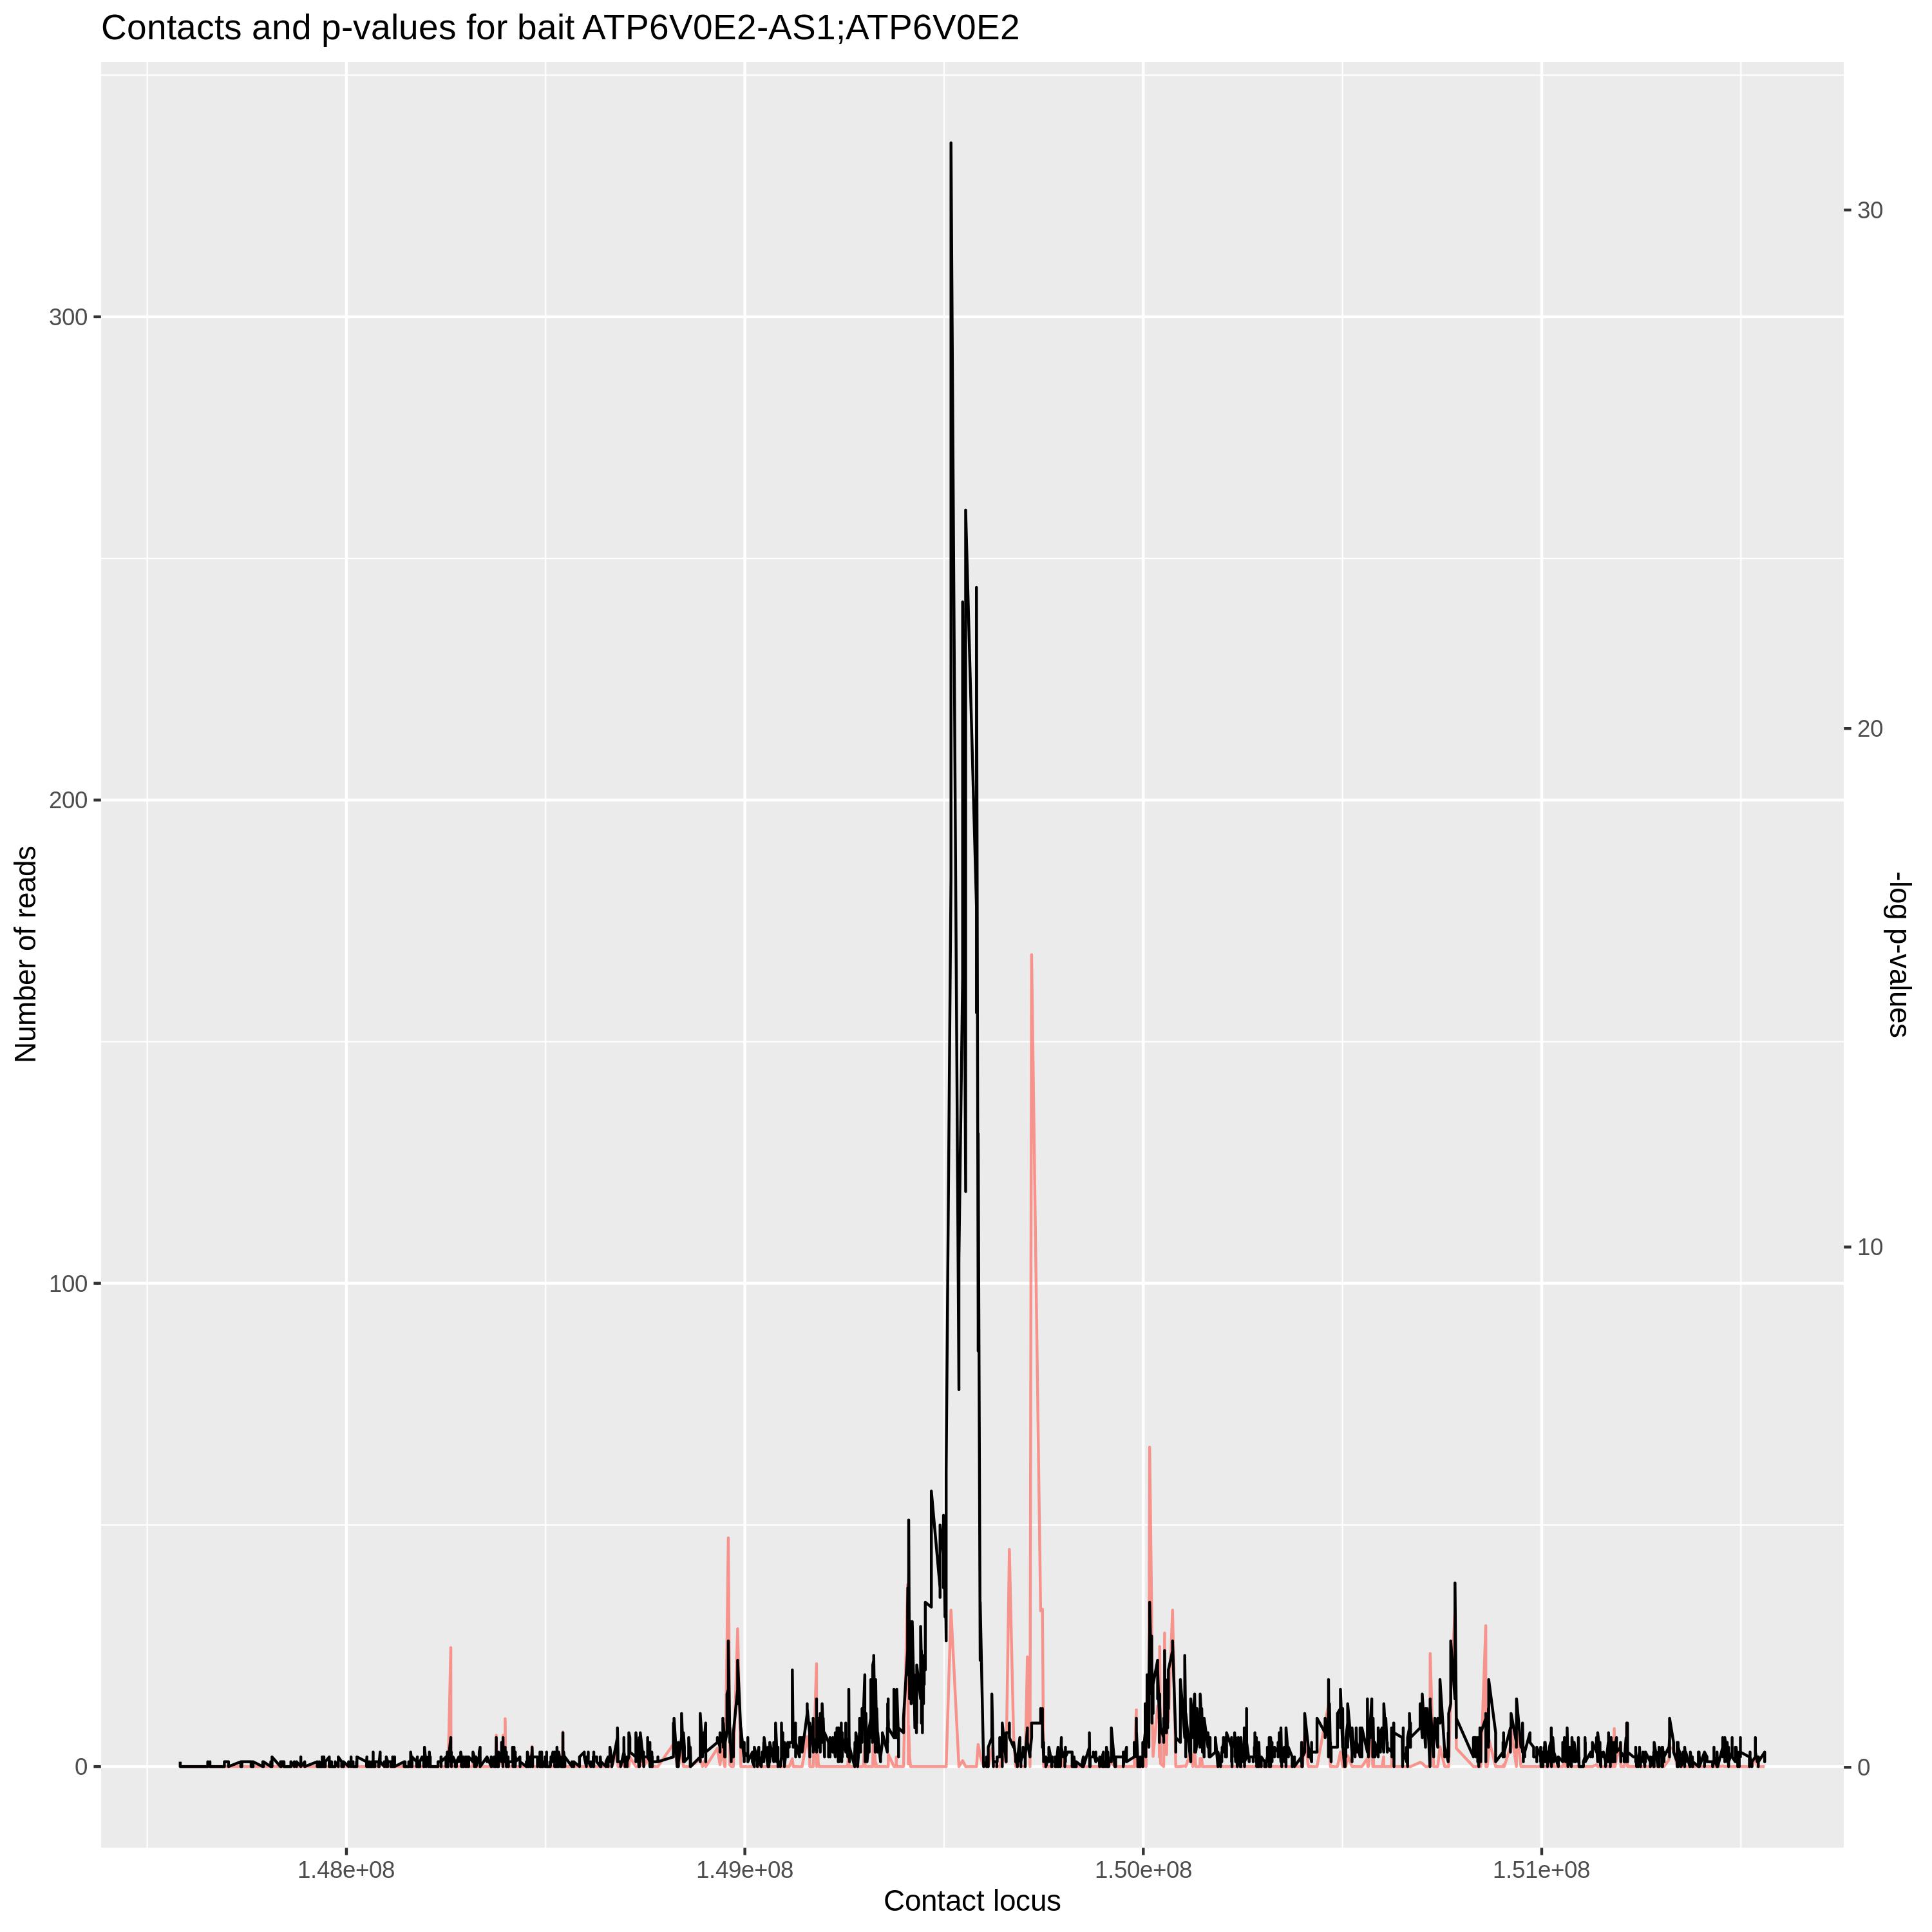 Contacts and p-values for bait ATP6V0E2-AS1;ATP6V0E2
300
200
100
0
Number of reads
30
20
10
0
-log p-values
1.48e+08
1.49e+08
1.50e+08
1.51e+08
Contact locus